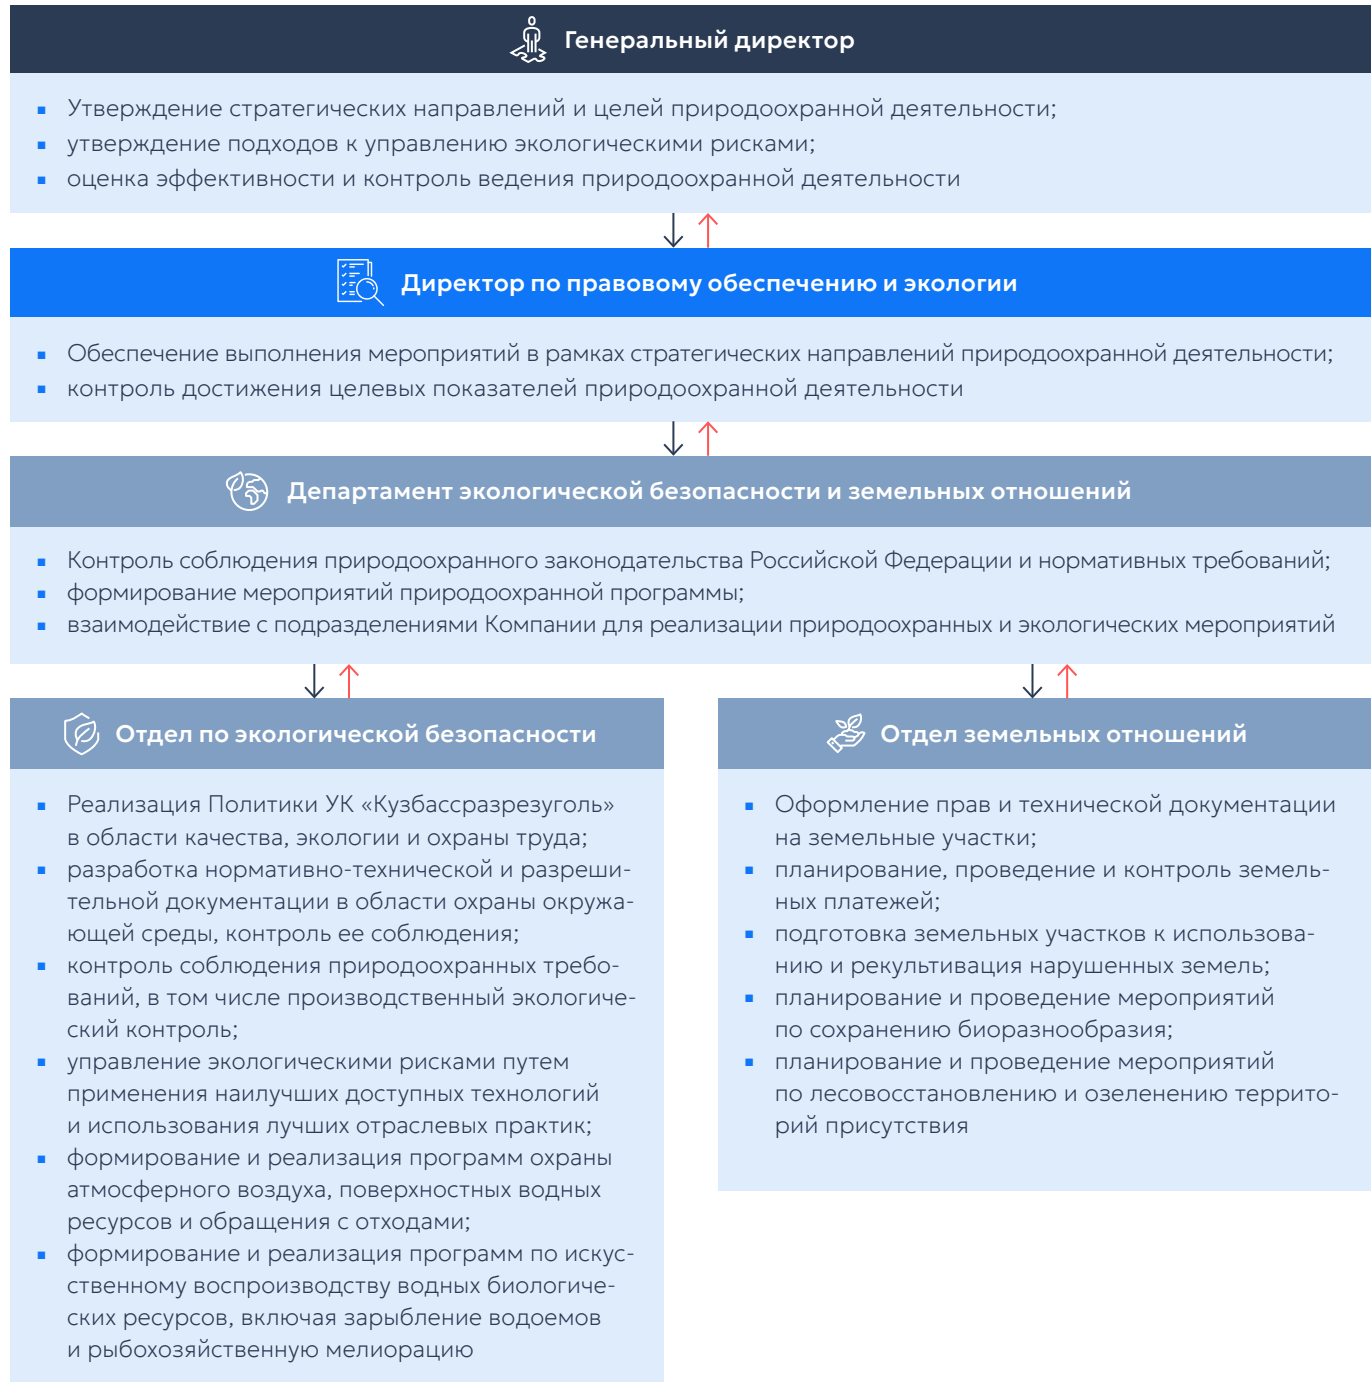 Генеральный директор
Утверждение стратегических направлений и целей природоохранной деятельности;
утверждение подходов к управлению экологическими рисками;
оценка эффективности и контроль ведения природоохранной деятельности
Директор по правовому обеспечению и экологии
Обеспечение выполнения мероприятий в рамках стратегических направлений природоохранной деятельности;
контроль достижения целевых показателей природоохранной деятельности
Департамент экологической безопасности и земельных отношений
Контроль соблюдения природоохранного законодательства Российской Федерации и нормативных требований;
формирование мероприятий природоохранной программы;
взаимодействие с подразделениями Компании для реализации природоохранных и экологических мероприятий
Отдел по экологической безопасности
Реализация Политики УК «Кузбассразрезуголь»
в области качества, экологии и охраны труда;
разработка нормативно-технической и разреши-
тельной документации в области охраны окружа-
ющей среды, контроль ее соблюдения;
контроль соблюдения природоохранных требо-
ваний, в том числе производственный экологиче-
ский контроль;
управление экологическими рисками путем
применения наилучших доступных технологий
и использования лучших отраслевых практик;
формирование и реализация программ охраны
атмосферного воздуха, поверхностных водных
ресурсов и обращения с отходами;
формирование и реализация программ по искус-
ственному воспроизводству водных биологиче-
ских ресурсов, включая зарыбление водоемов
и рыбохозяйственную мелиорацию
Отдел земельных отношений
Оформление прав и технической документации
на земельные участки;
планирование, проведение и контроль земель-
ных платежей;
подготовка земельных участков к использова-
нию и рекультивация нарушенных земель;
планирование и проведение мероприятий
по сохранению биоразнообразия;
планирование и проведение мероприятий
по лесовосстановлению и озеленению террито-
рий присутствия